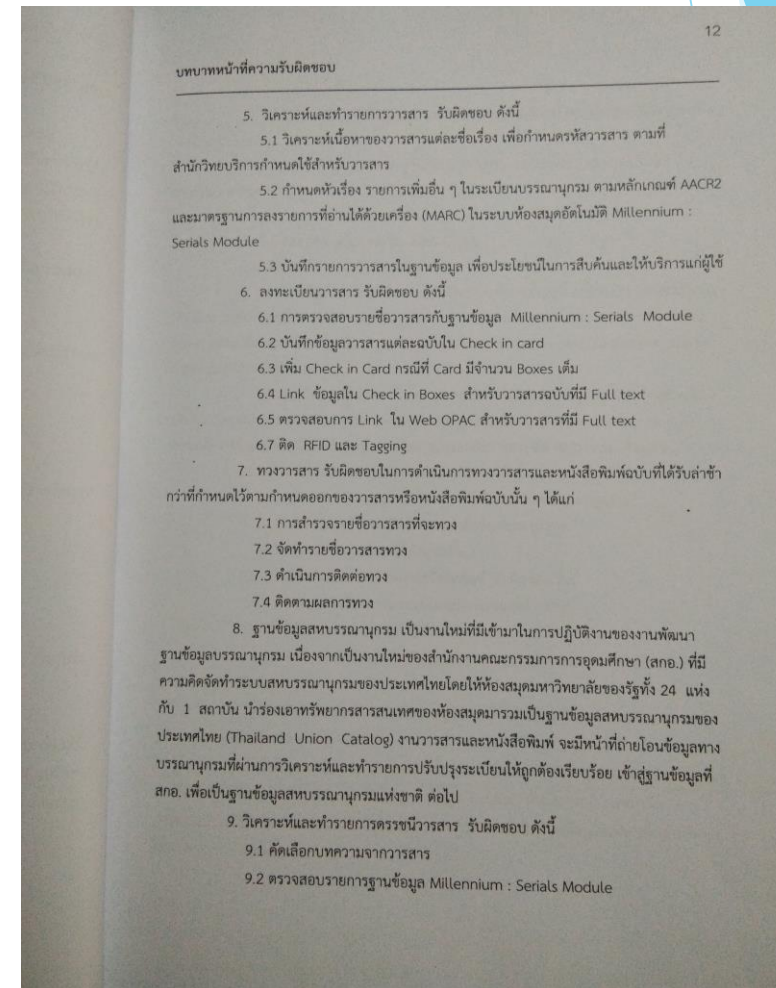 12
บทบาทหน้าที่ความรับผิดชอบ
5. วิเคราะห์และทำรายการวารสาร รับผิดชอบ ดังนี้
5.1 วิเคราะห์เนื้อหาของวารสารแต่ละชื่อเรื่อง เพื่อกำหนดรหัสวารสาร ตามที่
สำนักวิทยบริการกำหนดใช้สำหรับวารสาร
5.2 กำหนดหัวเรื่อง รายการเพิ่มอื่น ๆ ในระเบียนบรรณานุกรม ตามหลักเกณฑ์ AACR2
และมาตรฐานการลงรายการที่อ่านได้ด้วยเครื่อง (MARC) ในระบบห้องสมุดอัตโนมัติ Millennium :
Serials Module
5.3 บันทึกรายการวารสารในฐานข้อมูล เพื่อประโยชน์ในการสืบค้นและให้บริการแก่ผู้ใช้
6. ลงทะเบียนวารสาร รับผิดชอบ ดังนี้
6.1 การตรวจสอบรายชื่อวารสารกับฐานข้อมูล Millennium : Serials Module
6.2 บันทึกข้อมูลวารสารแต่ละฉบับใน Check in card
6.3 เพิ่ม Check in Card กรณีที่ Card มีจำนวน Boxes เต็ม
6.4 Link ข้อมูลใน Check in Boxes สำหรับวารสารฉบับที่มี Full text
6.5 ตรวจสอบการ Link ใน Web OPAC สำหรับวารสารที่มี Full text
6.7 ติด RFID และ Tagging
7. ทวงวารสาร รับผิดชอบในการดำเนินการทวงวารสารและหนังสือพิมพ์ฉบับที่ได้รับล่าช้า
กว่าที่กำหนดไว้ตามกำหนดออกของวารสารหรือหนังสือพิมพ์ฉบับนั้น ๆ ได้แก่
7.1 การสำรวจรายชื่อวารสารที่จะทวง
7.2 จัดทำรายชื่อวารสารทวง
7.3 ดำเนินการติดต่อทวง
7.4 ติดตามผลการทวง
8. ฐานข้อมูลสหบรรณานุกรม เป็นงานใหม่ที่มีเข้ามาในการปฏิบัติงานของงานพัฒนา
ฐานข้อมูลบรรณานุกรม เนื่องจากเป็นงานใหม่ของสำนักงานคณะกรรมการการอุดมศึกษา (สกอ.) ที่มี
ความคิดจัดทำระบบสหบรรณานุกรมของประเทศไทยโดยให้ห้องสมุดมหาวิทยาลัยของรัฐทั้ง 24 แห่ง
กับ 1 สถาบัน นำร่องเอาทรัพยากรสารสนเทศของห้องสมุดมารวมเป็นฐานข้อมูลสหบรรณานุกรมของ
ประเทศไทย (Thailand Union Catalog) งานวารสารและหนังสือพิมพ์ จะมีหน้าที่ถ่ายโอนข้อมูลทาง
บรรณานุกรมที่ผ่านการวิเคราะห์และทำรายการปรับปรุงระเบียนให้ถูกต้องเรียบร้อย เข้าสู่ฐานข้อมูลที่
สกอ. เพื่อเป็นฐานข้อมูลสหบรรณานุกรมแห่งชาติ ต่อไป
9. วิเคราะห์และทำรายการดรรชนีวารสาร รับผิดชอบ ดังนี้
9.1 คัดเลือกบทความจากวารสาร
9.2 ตรวจสอบรายการฐานข้อมูล Millennium : Serials Module